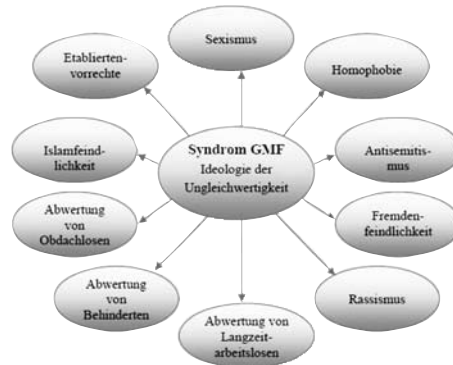 Sexismus
Etablierten-
vorrechte
Homophobie
Syndrom GMF
Ideologie der
Ungleichwertigkeit
Islamfeind-
lichkeit
Antisemitis-
mus
Abwertung
von
Obdachlosen
Fremden-
feindlichkeit
Abwertung
von
Behinderten
Rassismus
Abwertung von
Langzeit-
arbeitslosen